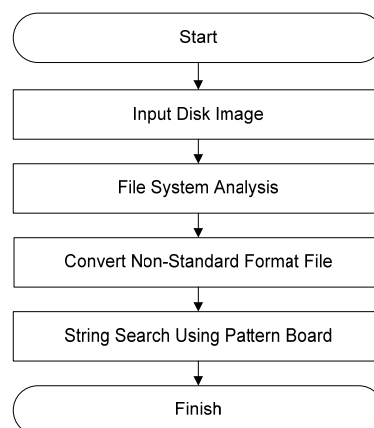 Start
Input Disk Image
File System Analysis
Convert Non-Standard Format File
String Search Using Pattern Board
Finish